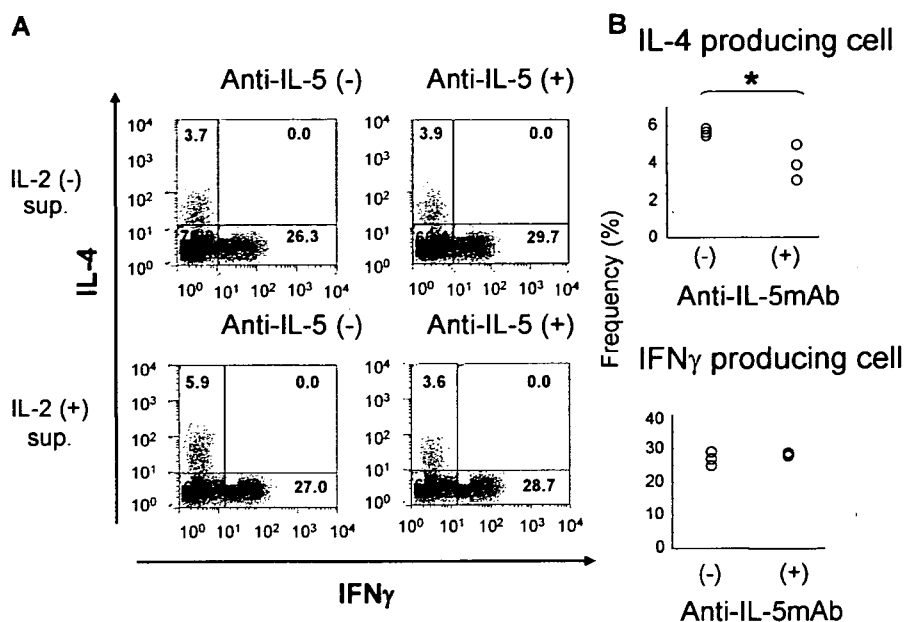 A
Anti-IL-5 (-)
Anti-IL-5 (+)
IL-2 (-)
sup.
IL-4
10⁴
10³
10²
10¹
10⁰
3.7
0.0
26.3
10⁰ 10¹ 10² 10³ 10⁴
10⁴
10³
10²
10¹
10⁰
3.9
0.0
29.7
10⁰ 10¹ 10² 10³ 10⁴
Anti-IL-5 (-)
Anti-IL-5 (+)
IL-2 (+)
sup.
10⁴
10³
10²
10¹
10⁰
5.9
0.0
27.0
10⁰ 10¹ 10² 10³ 10⁴
10⁴
10³
10²
10¹
10⁰
3.6
0.0
28.7
10⁰ 10¹ 10² 10³ 10⁴
IFNγ
B
IL-4 producing cell
*
6
4
2
0
(-) (+)
Anti-IL-5mAb
Frequency (%)
IFNγ producing cell
40
30
20
10
0
(-) (+)
Anti-IL-5mAb